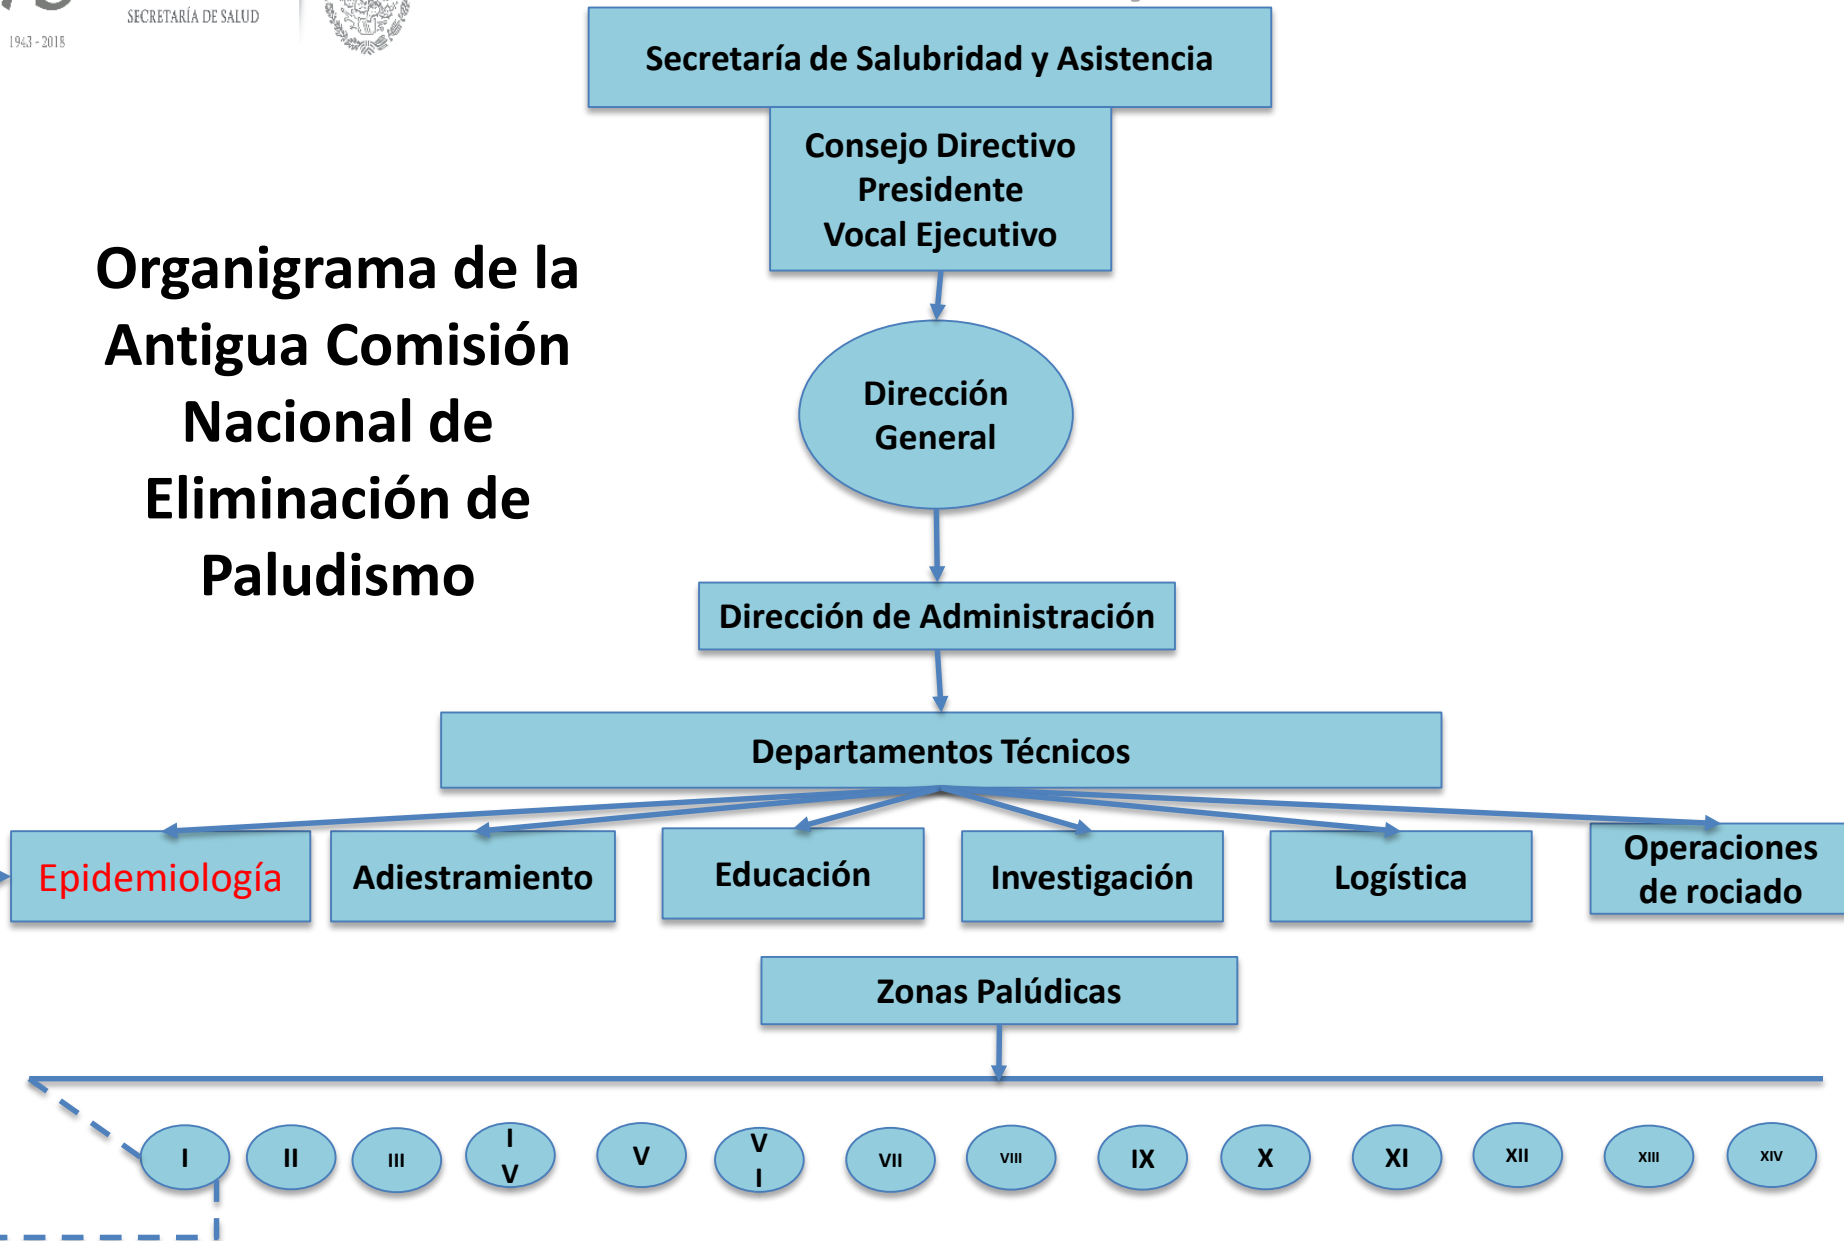 SECRETARÍA DE SALUD
1943 - 2018
Secretaría de Salubridad y Asistencia
Consejo Directivo
Presidente
Vocal Ejecutivo
Organigrama de la
Antigua Comisión
Nacional de
Eliminación de
Paludismo
Dirección
General
Dirección de Administración
Departamentos Técnicos
Epidemiología
Adiestramiento
Educación
Investigación
Logística
Operaciones
de rociado
Zonas Palúdicas
I
II
III
I
V
V
V
I
VII
VIII
IX
X
XI
XII
XIII
XIV